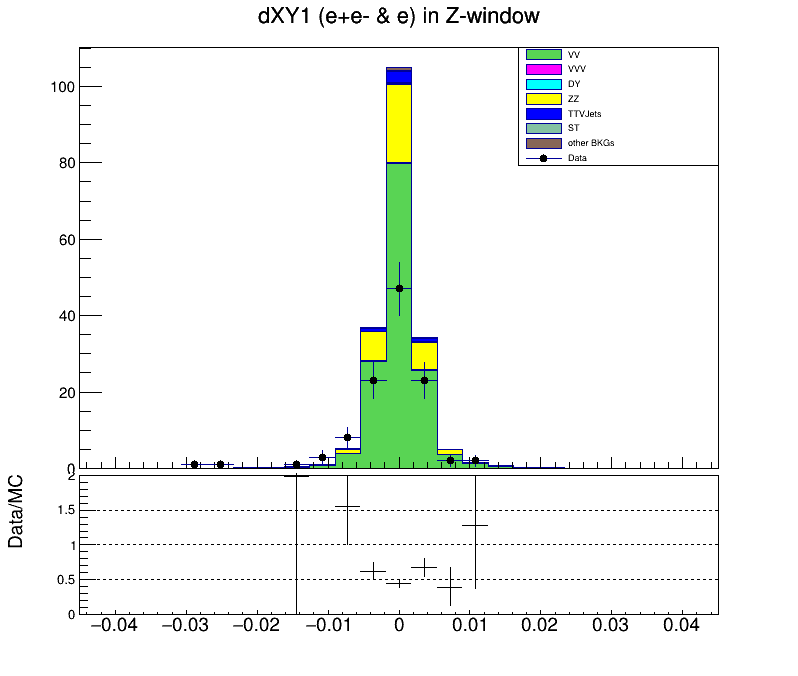 dXY1 (e+e- & e) in Z-window
VV
VVV
DY
ZZ
TTVJets
ST
other BKGs
Data
100
80
60
40
20
0
Data/MC
2
1.5
1
0.5
0
−0.04 −0.03 −0.02 −0.01 0 0.01 0.02 0.03 0.04